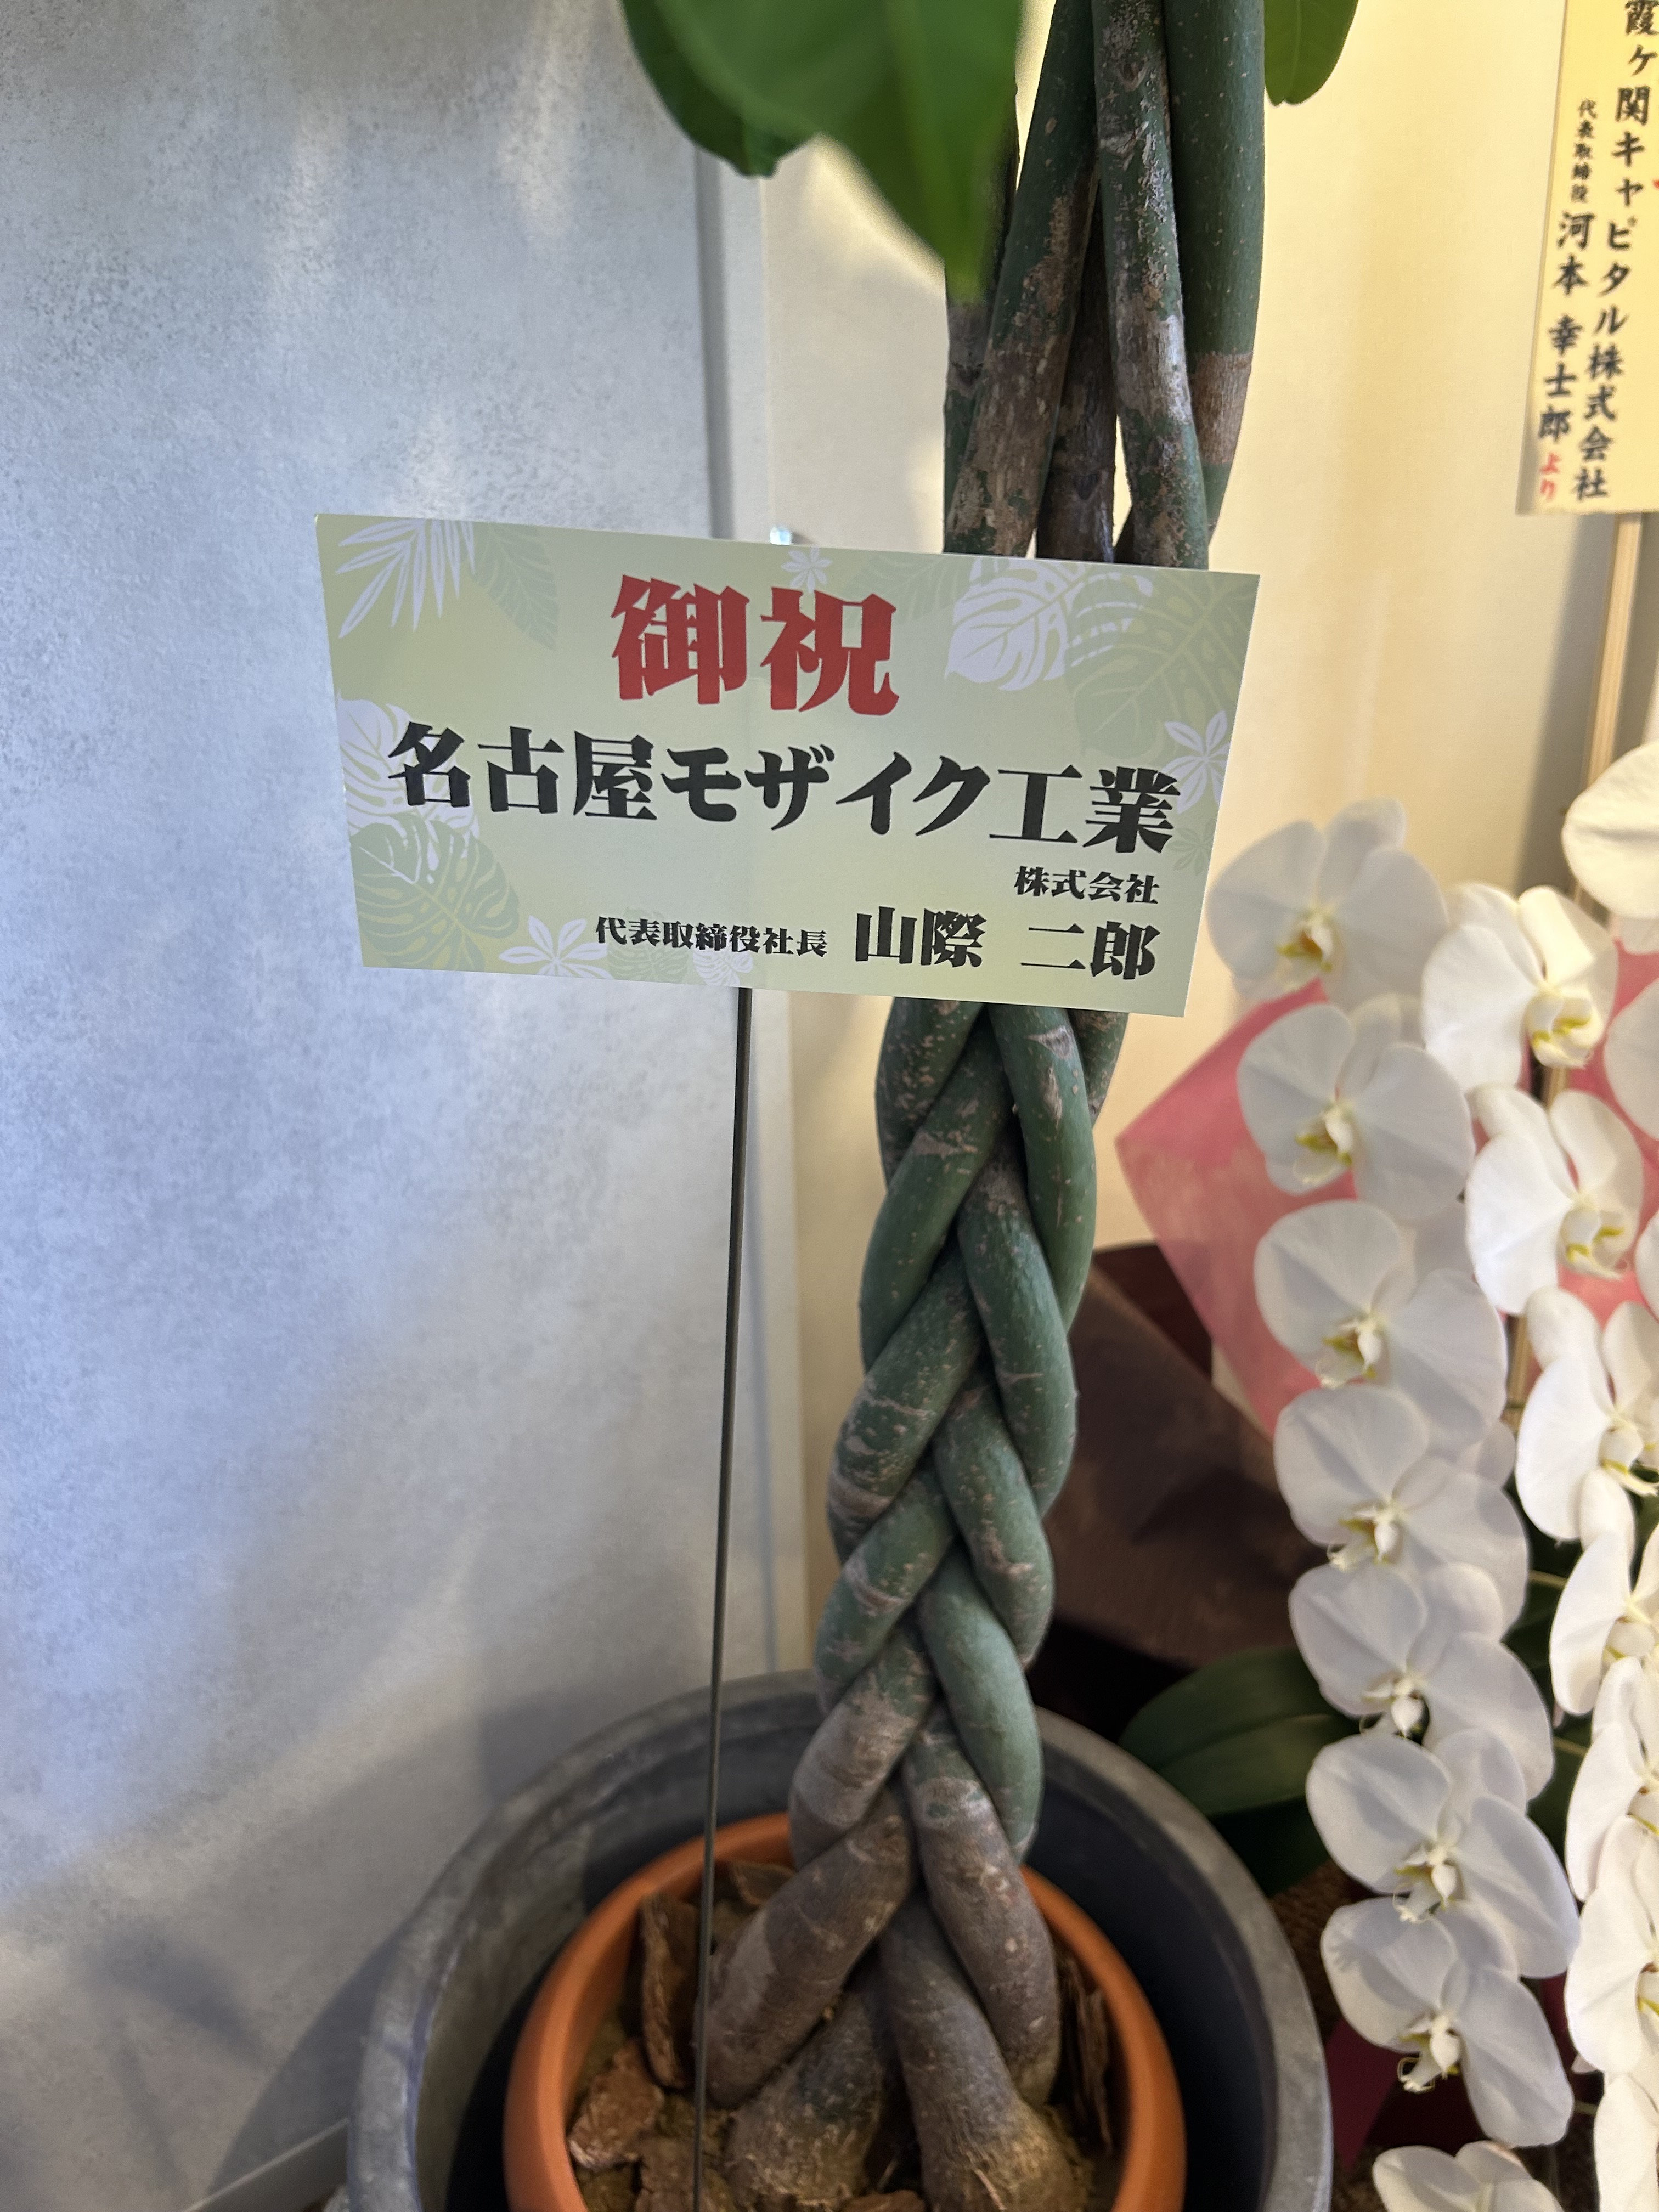 御祝
名古屋モザイク工業
株式会社
代表取締役社長 山際 二郎
霞ヶ関キャピタル株式会社
代表取締役 河本 幸士郎 より